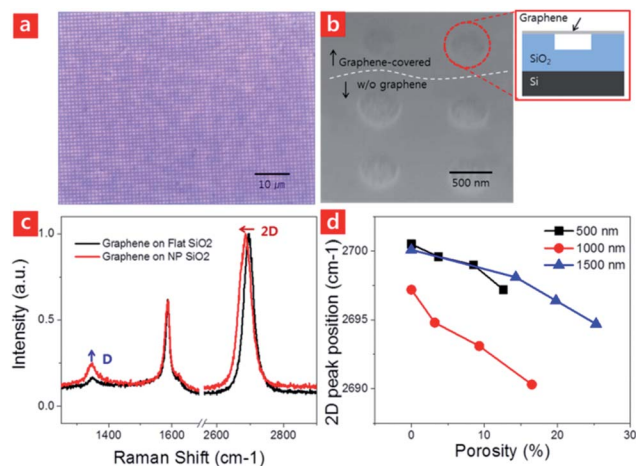 a
10 μm
b
↑ Graphene-covered
↓ w/o graphene
500 nm
Graphene
SiO₂
Si
c
Graphene on Flat SiO2
Graphene on NP SiO2
← 2D
↑ D
Intensity (a.u.)
1.0
0.5
0.0
1400 1600 2600 2800
Raman Shift (cm-1)
d
500 nm
1000 nm
1500 nm
2D peak position (cm-1)
2700
2695
2690
0 10 20 30
Porosity (%)